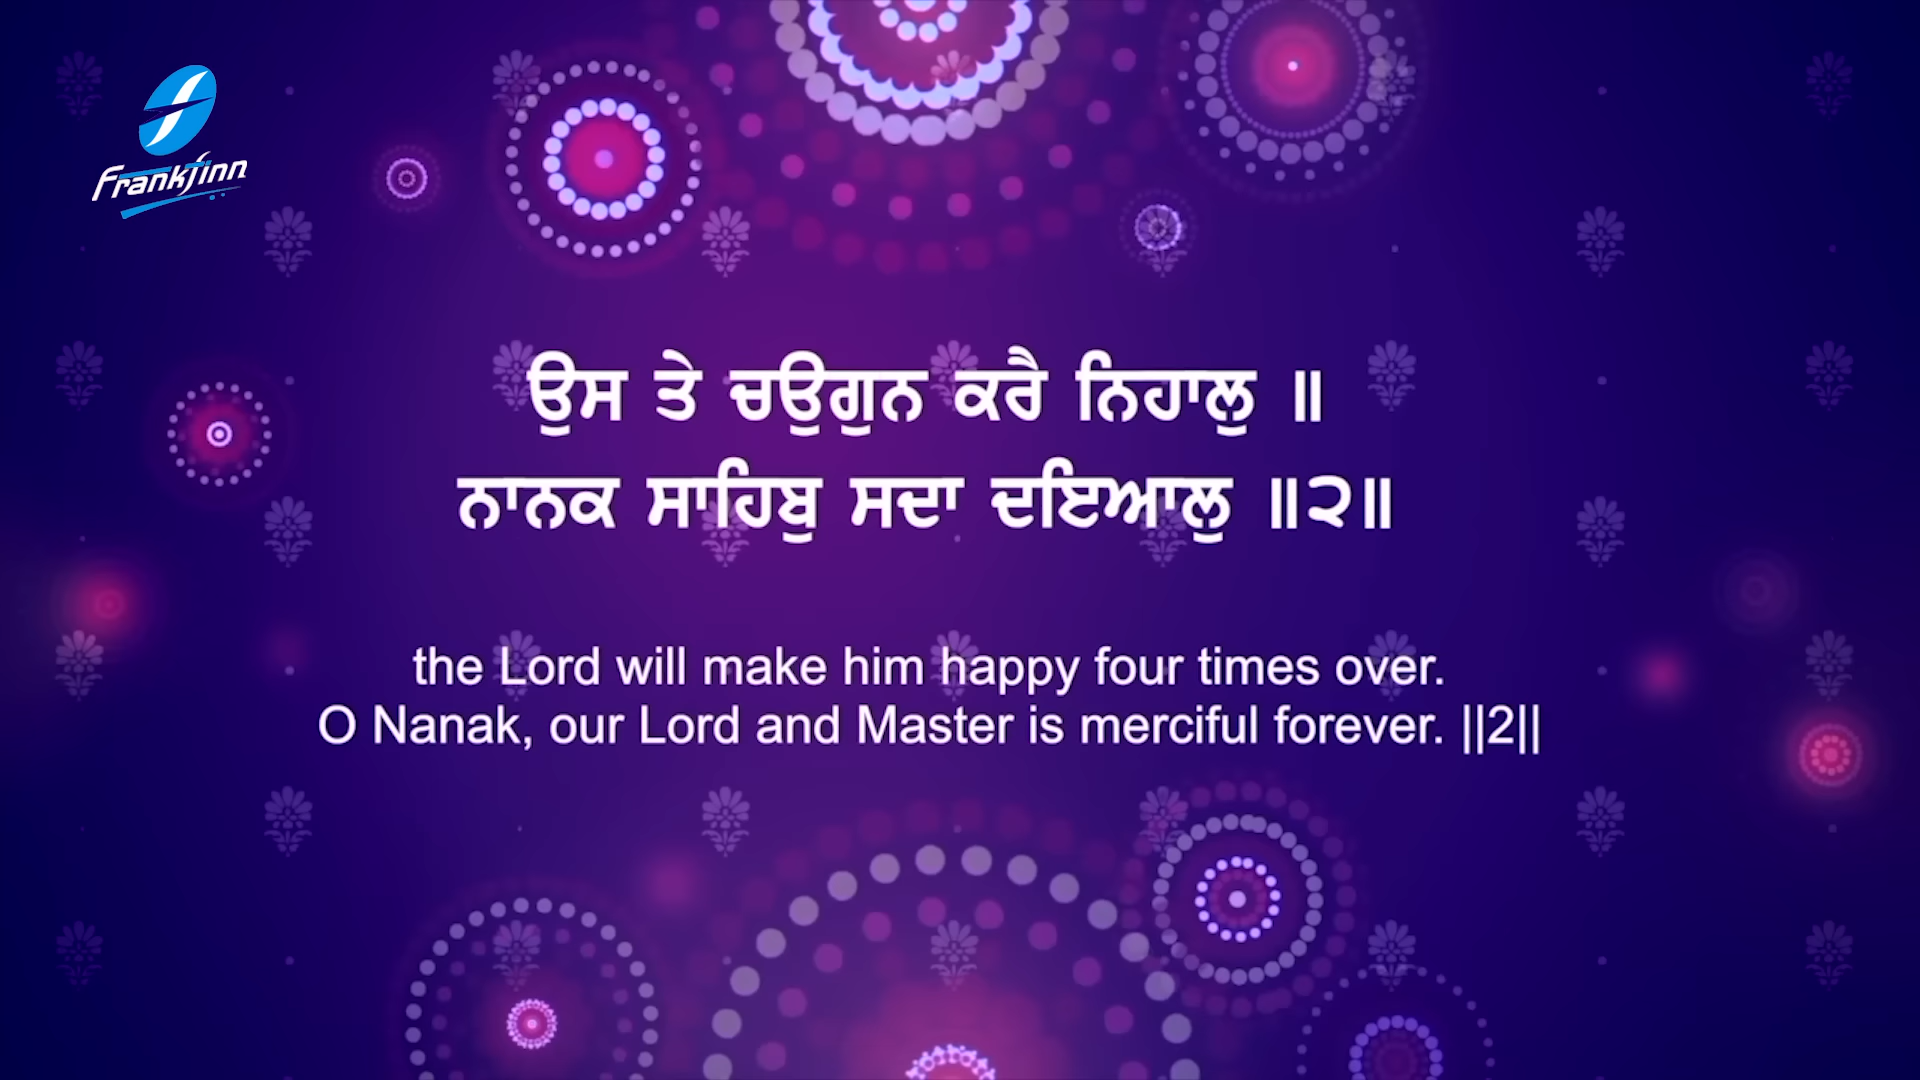 Frankfinn
ਉਸ ਤੇ ਚਉਗੁਨ ਕਰੈ ਨਿਹਾਲੁ ॥
ਨਾਨਕ ਸਾਹਿਬੁ ਸਦਾ ਦਇਆਲੁ ॥੨॥
the Lord will make him happy four times over.
O Nanak, our Lord and Master is merciful forever. ||2||